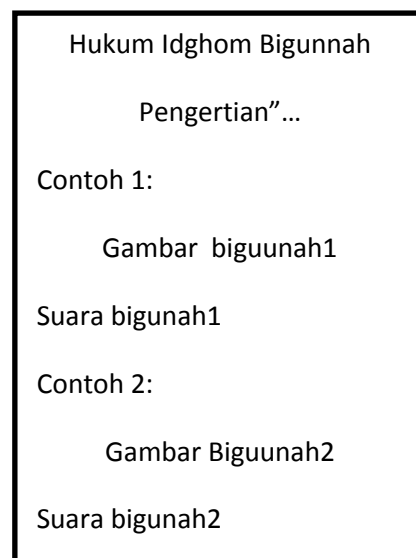 Hukum Idghom Bigunnah
Pengertian”…
Contoh 1:
Gambar biguunah1
Suara bigunah1
Contoh 2:
Gambar Biguunah2
Suara bigunah2